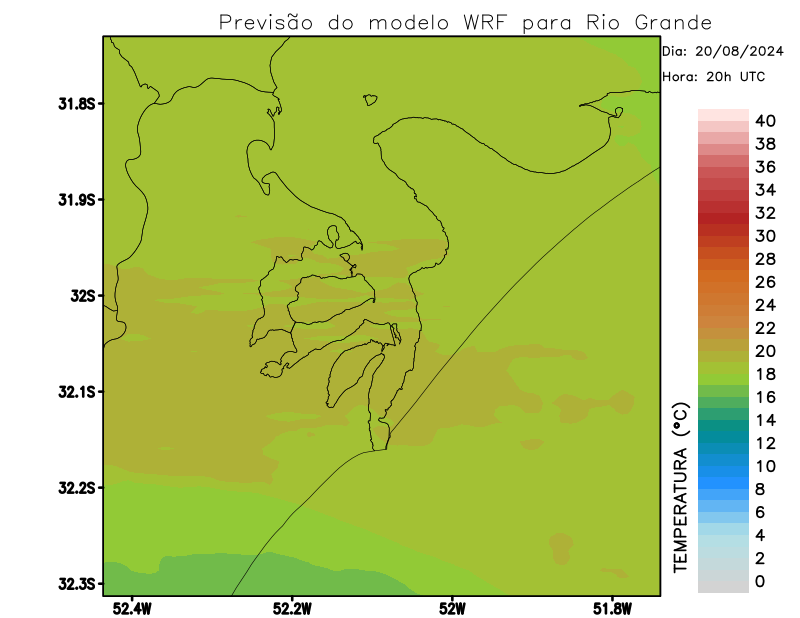 Previsão do modelo WRF para Rio Grande
Dia: 20/08/2024
Hora: 20h UTC
31.8S
31.9S
32S
32.1S
32.2S
32.3S
52.4W
52.2W
52W
51.8W
TEMPERATURA (°C)
40
38
36
34
32
30
28
26
24
22
20
18
16
14
12
10
8
6
4
2
0